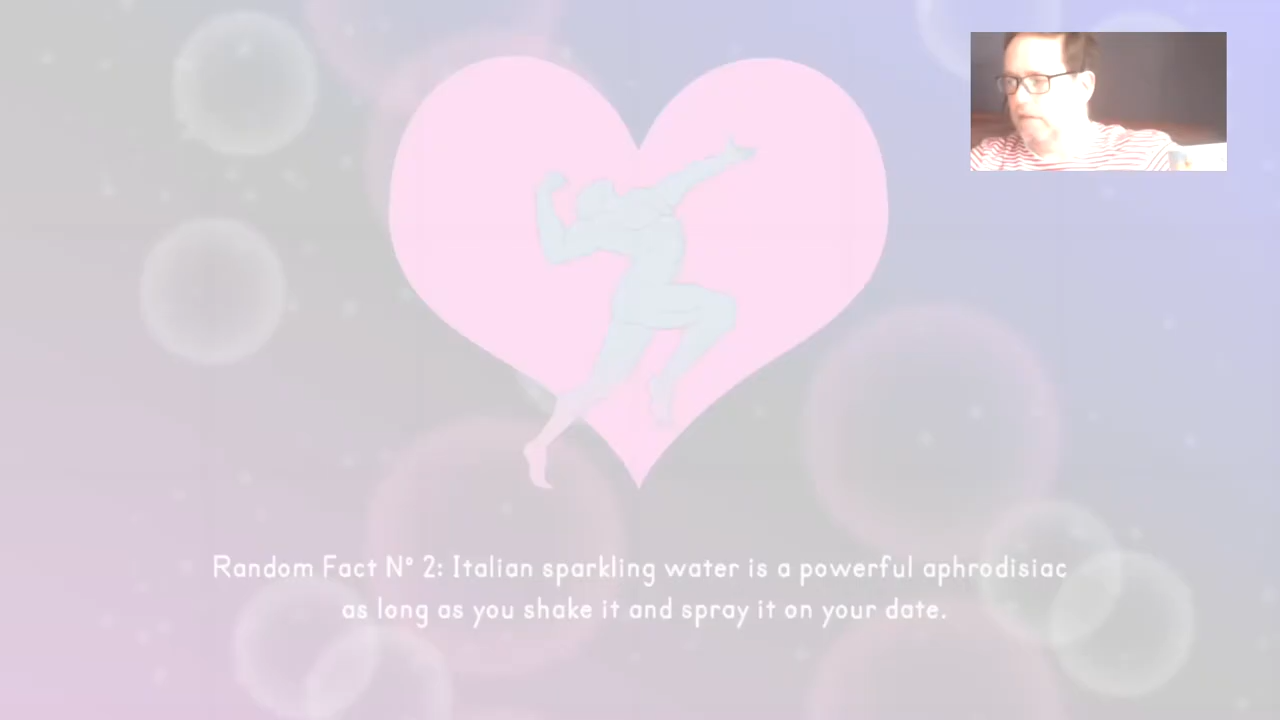 Random Fact N° 2: Italian sparkling water is a powerful aphrodisiac
as long as you shake it and spray it on your date.